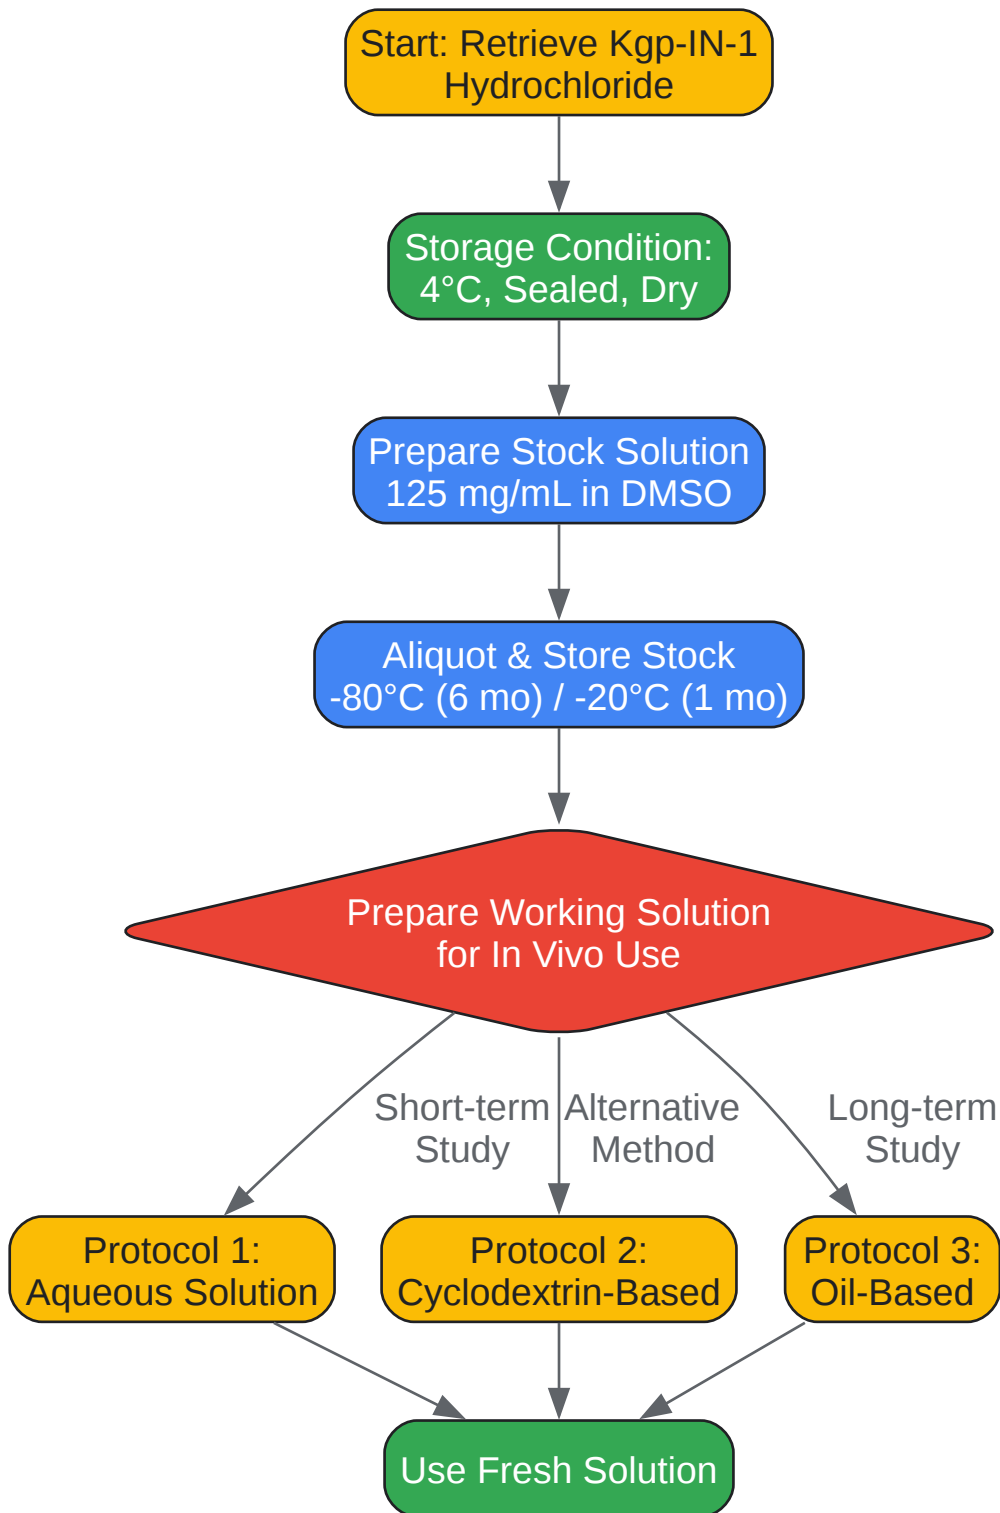 Start: Retrieve Kgp-IN-1
Hydrochloride
Storage Condition:
4°C, Sealed, Dry
Prepare Stock Solution
125 mg/mL in DMSO
Aliquot & Store Stock
-80°C (6 mo) / -20°C (1 mo)
Prepare Working Solution
for In Vivo Use
Short-term
Study
Alternative
Method
Long-term
Study
Protocol 1:
Aqueous Solution
Protocol 2:
Cyclodextrin-Based
Protocol 3:
Oil-Based
Use Fresh Solution